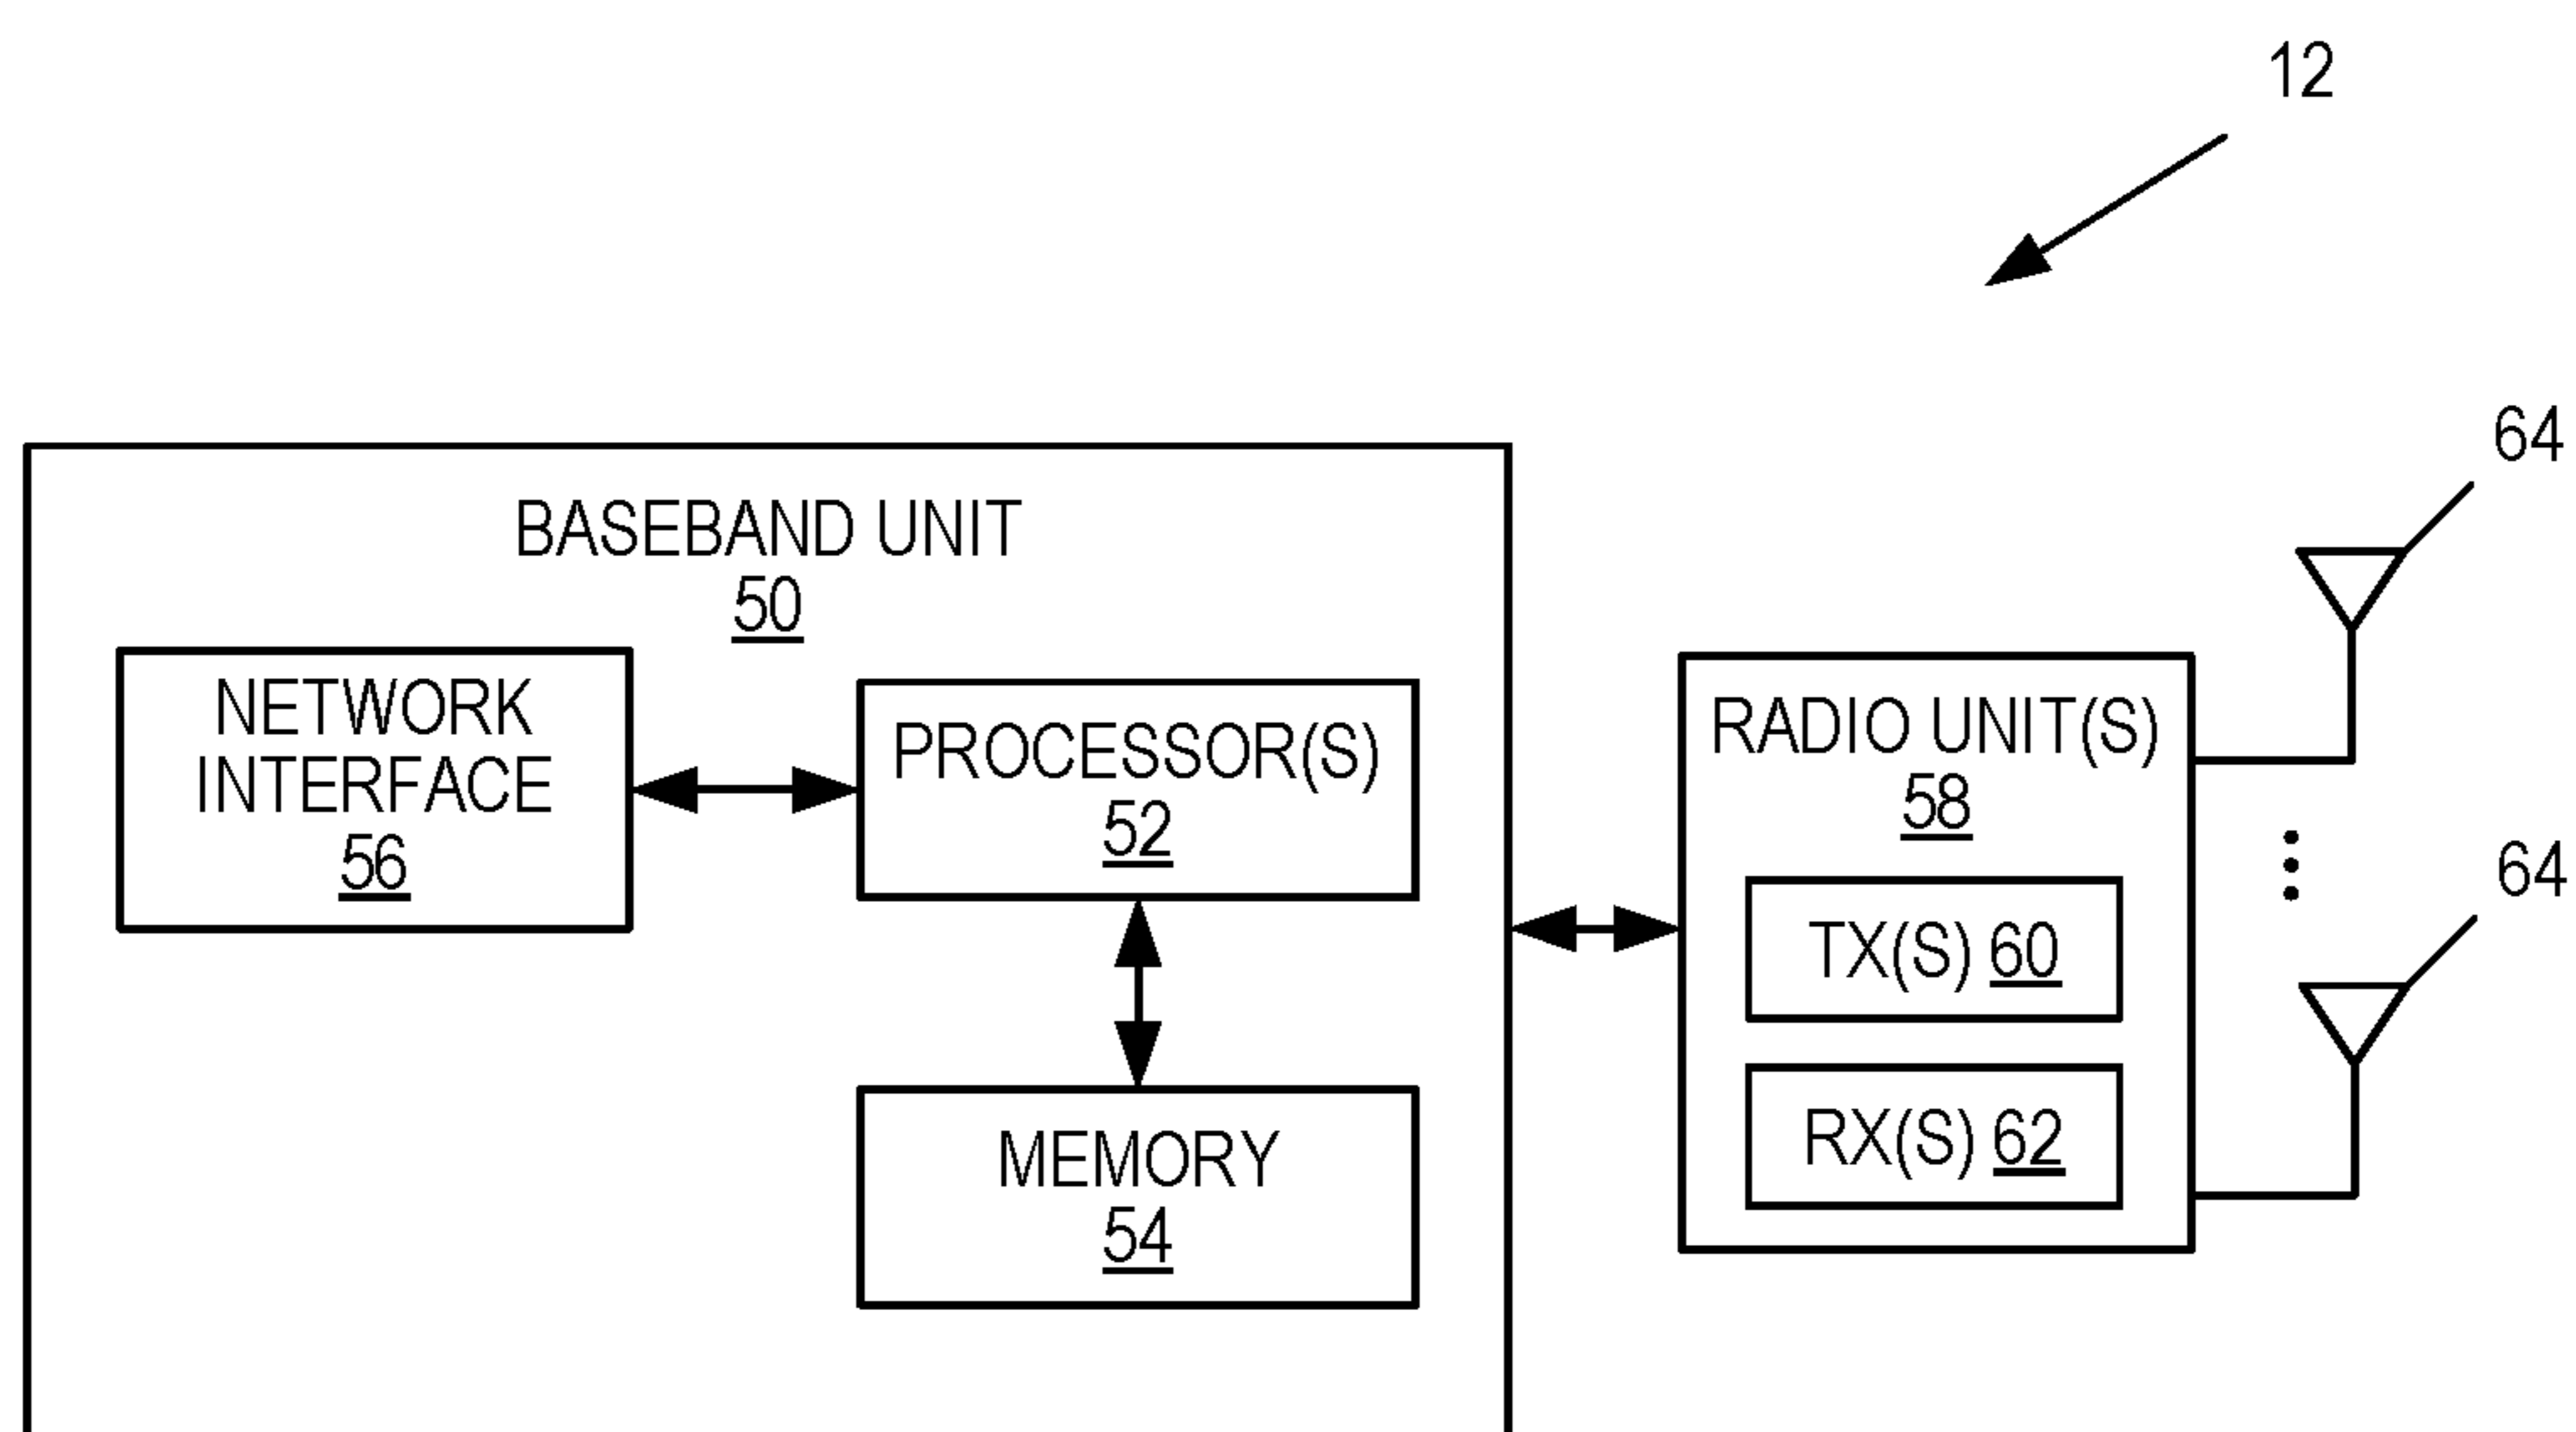 12
64
BASEBAND UNIT
50
NETWORK
INTERFACE
56
PROCESSOR(S)
52
MEMORY
54
RADIO UNIT(S)
58
TX(S) 60
RX(S) 62
64